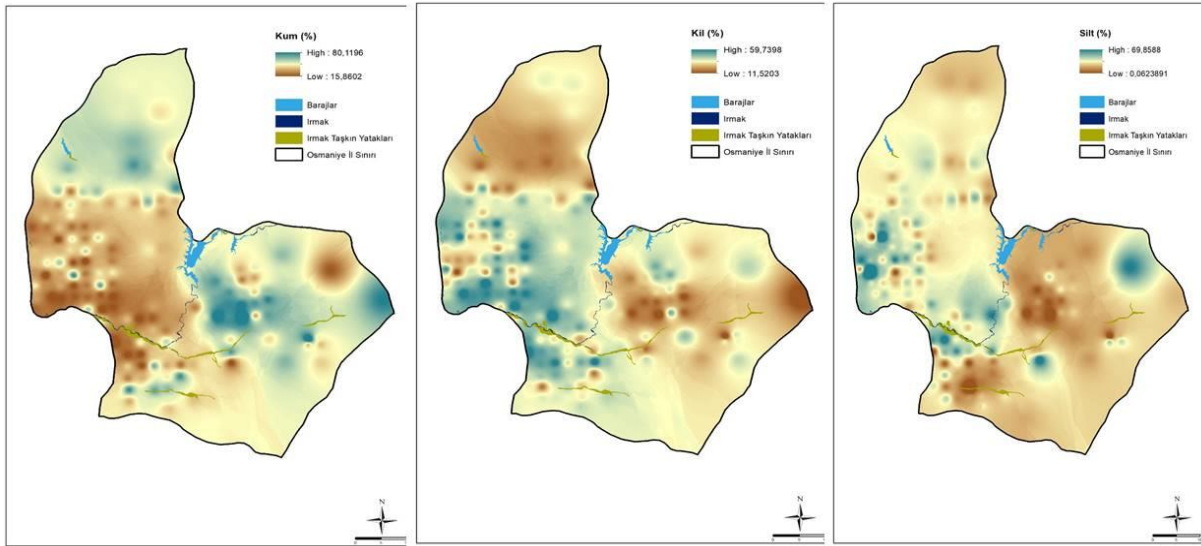 Kum (%)
High : 80,1196
Low : 15,8602
Barajlar
Irmak
Irmak Taşkın Yatakları
Osmaniye İl Sınırı
N
Kil (%)
High : 59,7398
Low : 11,5203
Barajlar
Irmak
Irmak Taşkın Yatakları
Osmaniye İl Sınırı
N
Silt (%)
High : 69,8588
Low : 0,0623891
Barajlar
Irmak
Irmak Taşkın Yatakları
Osmaniye İl Sınırı
N